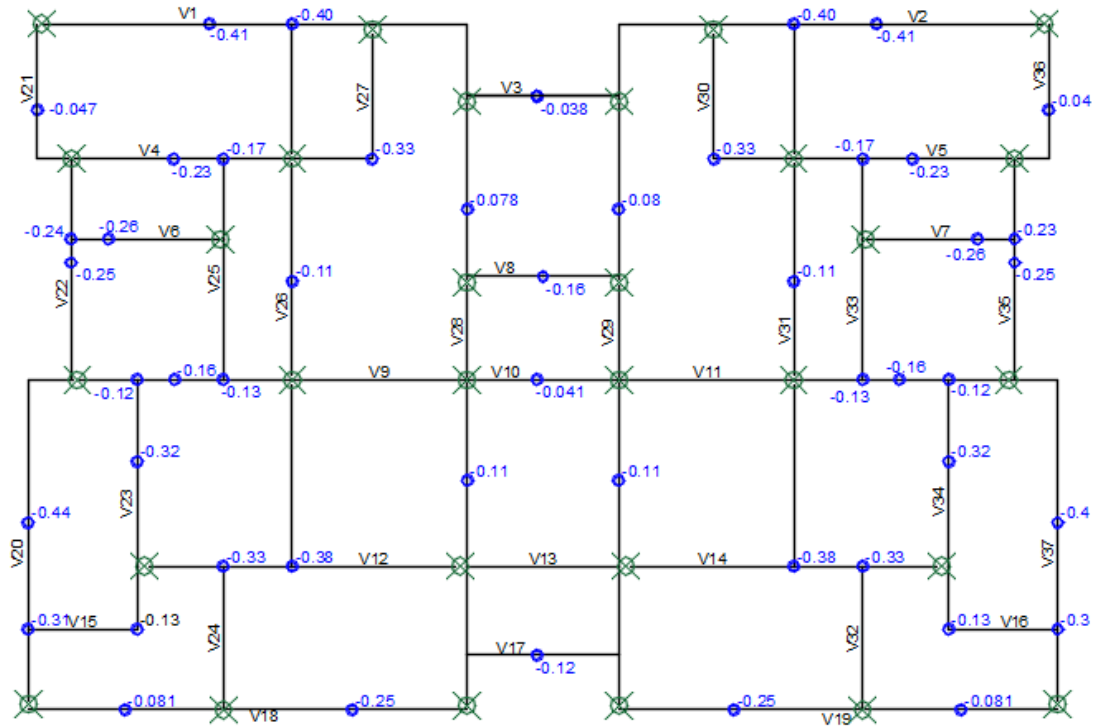 V1
-0.40
-0.40
V2
-0.41
-0.41
V21
V27
V30
V36
V3
-0.047
-0.038
-0.04
V4
-0.17
-0.33
-0.33
-0.17
V5
-0.23
-0.23
-0.078
-0.08
-0.24
-0.26
V6
V7
-0.23
-0.26
-0.25
V25
V8
-0.25
-0.11
-0.16
-0.11
V22
V26
V28
V29
V31
V33
V35
-0.12
-0.16
-0.13
V9
V10
-0.041
V11
-0.13
-0.16
-0.12
-0.32
-0.11
-0.11
-0.32
V23
V34
-0.44
-0.4
V20
V37
-0.33
-0.38
V12
V13
V14
-0.38
-0.33
-0.31
V15
-0.13
V24
V32
-0.13
V16
-0.3
V17
-0.12
-0.081
V18
-0.25
-0.25
V19
-0.081